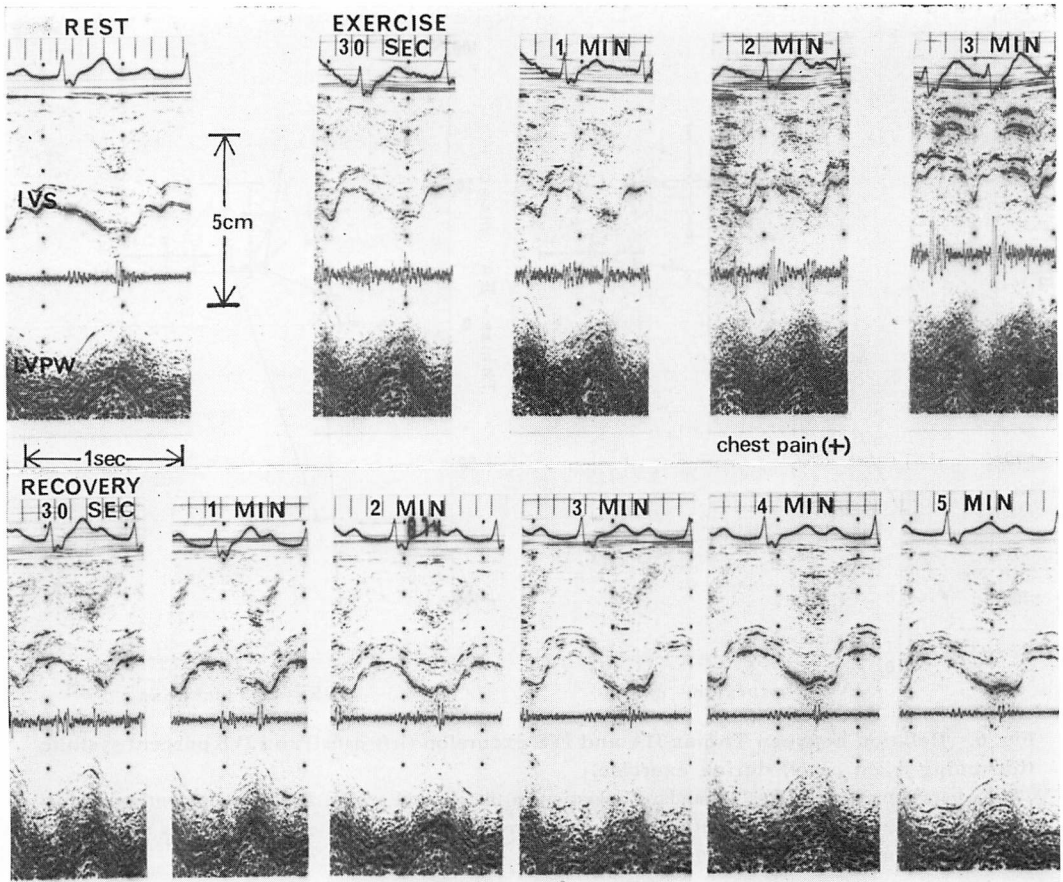 REST
EXERCISE
30 SEC
1 MIN
2 MIN
3 MIN
IVS
5cm
LVPW
chest pain (+)
1sec
RECOVERY
30 SEC
1 MIN
2 MIN
3 MIN
4 MIN
5 MIN